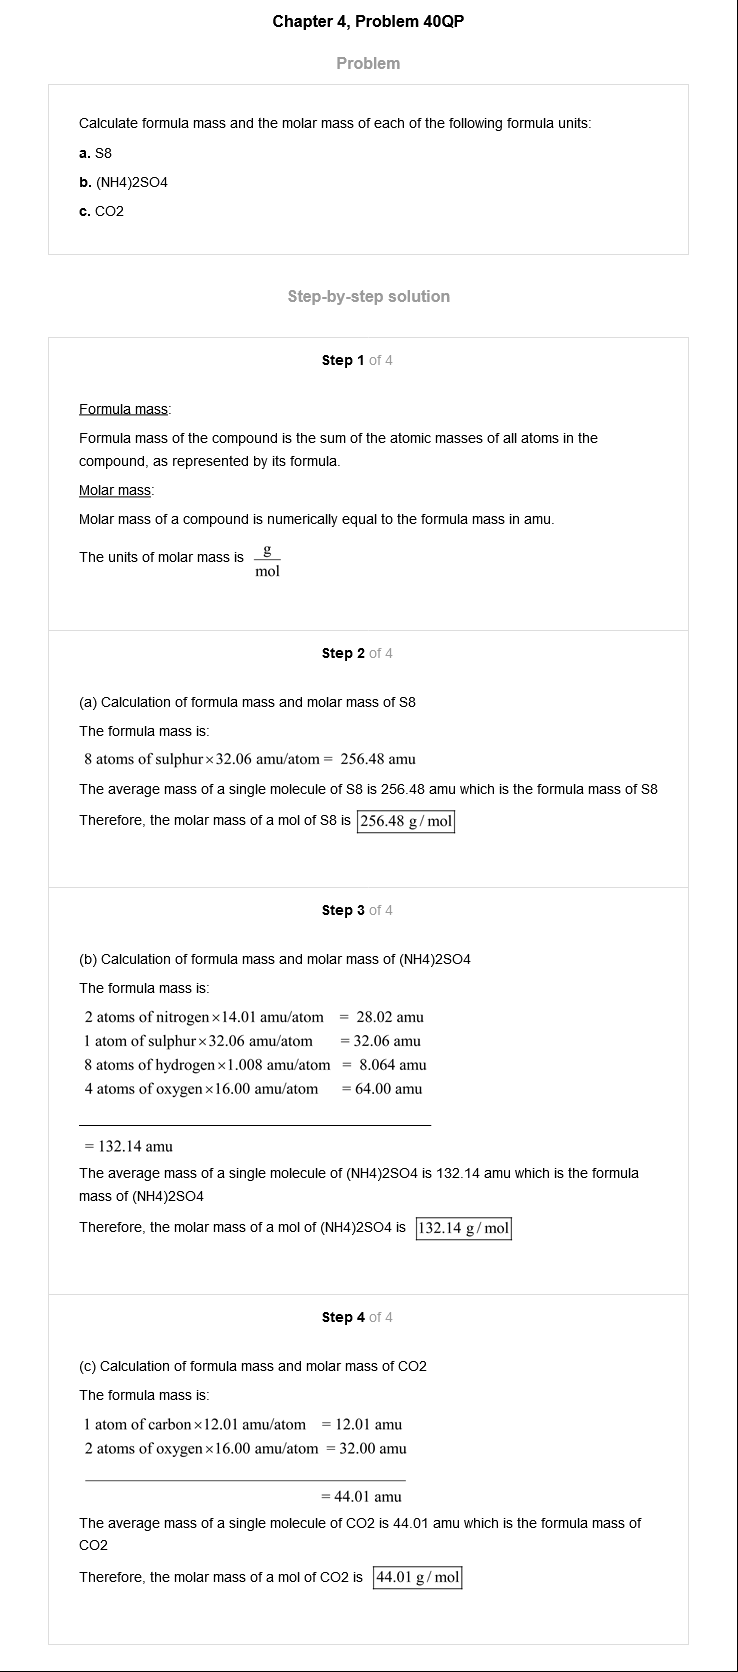 Chapter 4, Problem 40QP
Problem
Calculate formula mass and the molar mass of each of the following formula units:
a. S8
b. (NH4)2SO4
c. CO2
Step-by-step solution
Step 1 of 4
Formula mass:
Formula mass of the compound is the sum of the atomic masses of all atoms in the
compound, as represented by its formula.
Molar mass:
Molar mass of a compound is numerically equal to the formula mass in amu.
The units of molar mass is g/mol
Step 2 of 4
(a) Calculation of formula mass and molar mass of S8
The formula mass is:
8 atoms of sulphur×32.06 amu/atom = 256.48 amu
The average mass of a single molecule of S8 is 256.48 amu which is the formula mass of S8
Therefore, the molar mass of a mol of S8 is 256.48 g/mol
Step 3 of 4
(b) Calculation of formula mass and molar mass of (NH4)2SO4
The formula mass is:
2 atoms of nitrogen×14.01 amu/atom = 28.02 amu
1 atom of sulphur×32.06 amu/atom = 32.06 amu
8 atoms of hydrogen×1.008 amu/atom = 8.064 amu
4 atoms of oxygen×16.00 amu/atom = 64.00 amu
= 132.14 amu
The average mass of a single molecule of (NH4)2SO4 is 132.14 amu which is the formula
mass of (NH4)2SO4
Therefore, the molar mass of a mol of (NH4)2SO4 is 132.14 g/mol
Step 4 of 4
(c) Calculation of formula mass and molar mass of CO2
The formula mass is:
1 atom of carbon×12.01 amu/atom = 12.01 amu
2 atoms of oxygen×16.00 amu/atom = 32.00 amu
= 44.01 amu
The average mass of a single molecule of CO2 is 44.01 amu which is the formula mass of
CO2
Therefore, the molar mass of a mol of CO2 is 44.01 g/mol